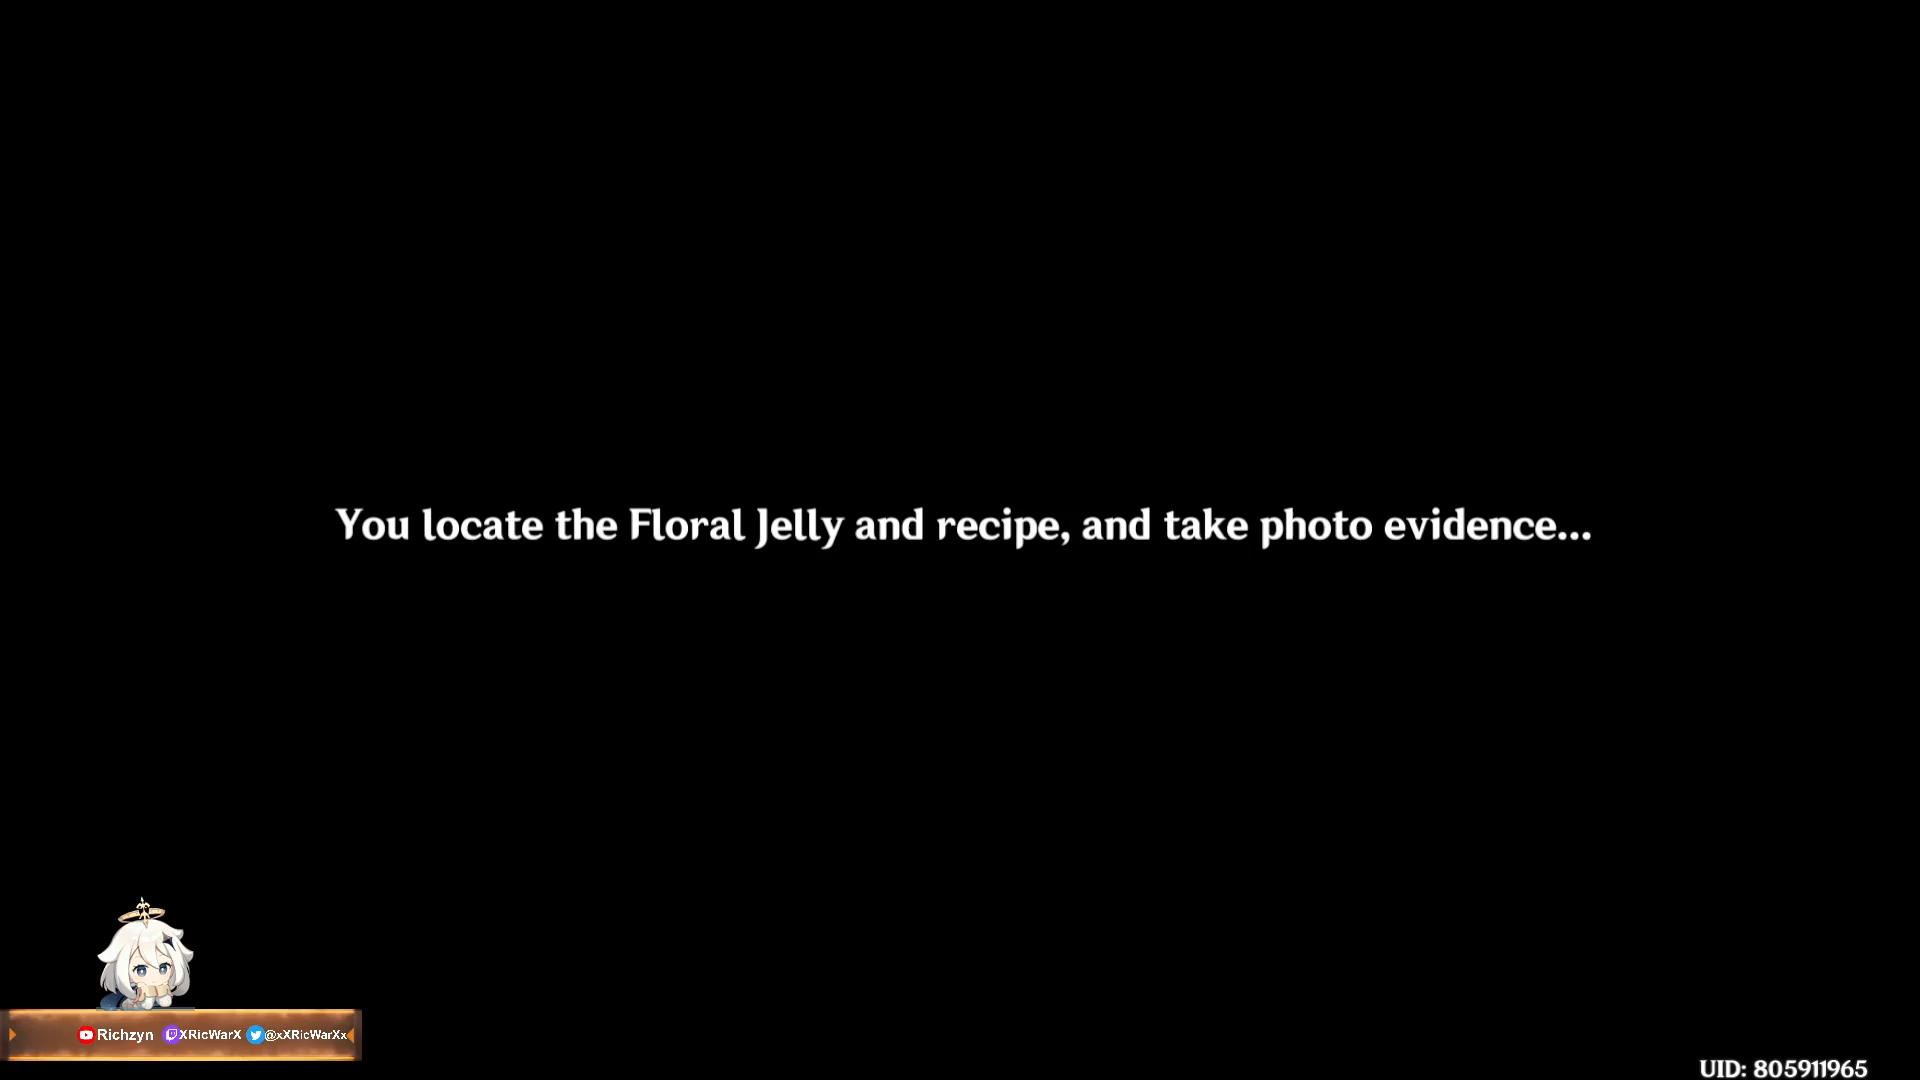 You locate the Floral Jelly and recipe, and take photo evidence...
Richzyn XRicWarX @xXRicWarXx
UID: 805911965